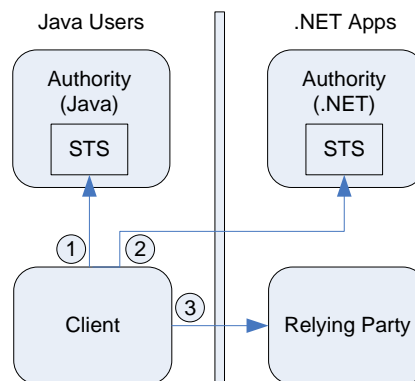 Java Users
.NET Apps
Authority
(Java)
STS
Authority
(.NET)
STS
1
2
3
Client
Relying Party